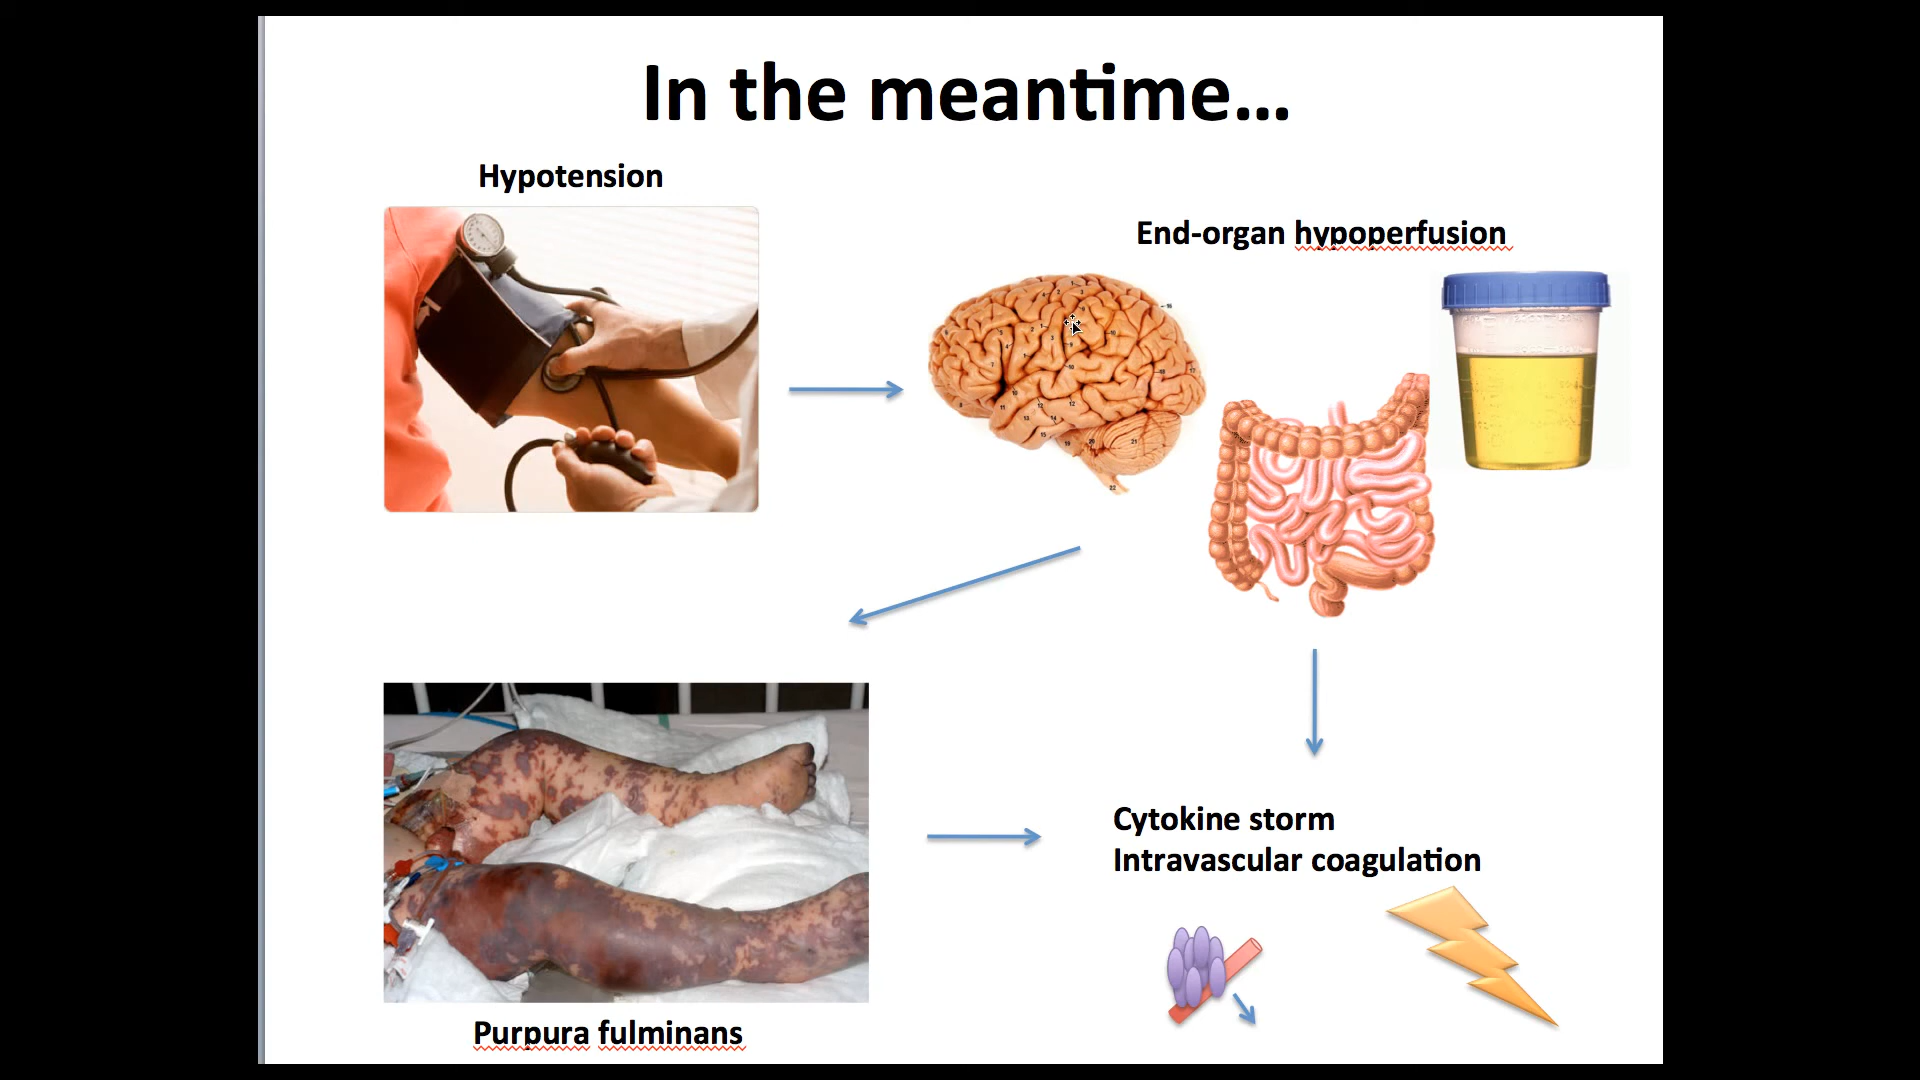 In the meantime...
Hypotension
End-organ hypoperfusion
Cytokine storm
Intravascular coagulation
Purpura fulminans